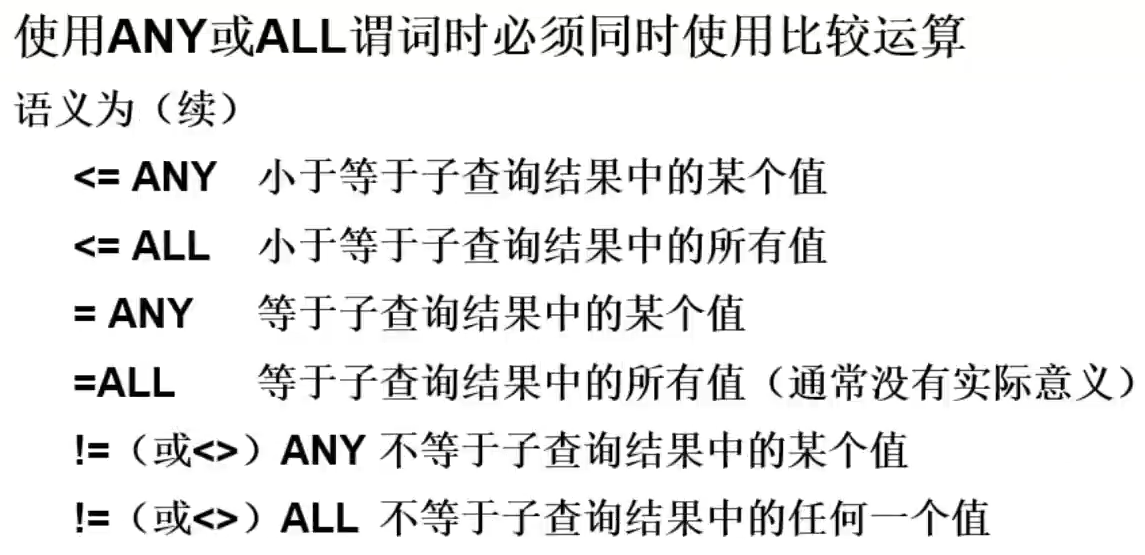 使用ANY或ALL谓词时必须同时使用比较运算
语义为（续）
<= ANY 小于等于子查询结果中的某个值
<= ALL 小于等于子查询结果中的所有值
= ANY 等于子查询结果中的某个值
=ALL 等于子查询结果中的所有值（通常没有实际意义）
!=（或<>）ANY 不等于子查询结果中的某个值
!=（或<>）ALL 不等于子查询结果中的任何一个值